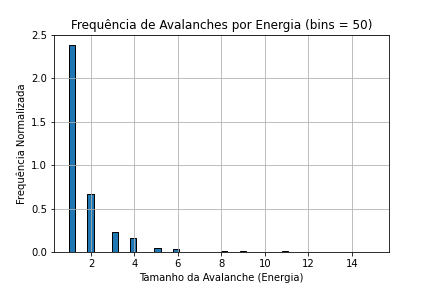 Frequência de Avalanches por Energia (bins = 50)
Frequência Normalizada
2.5
2.0
1.5
1.0
0.5
0.0
2 4 6 8 10 12 14
Tamanho da Avalanche (Energia)